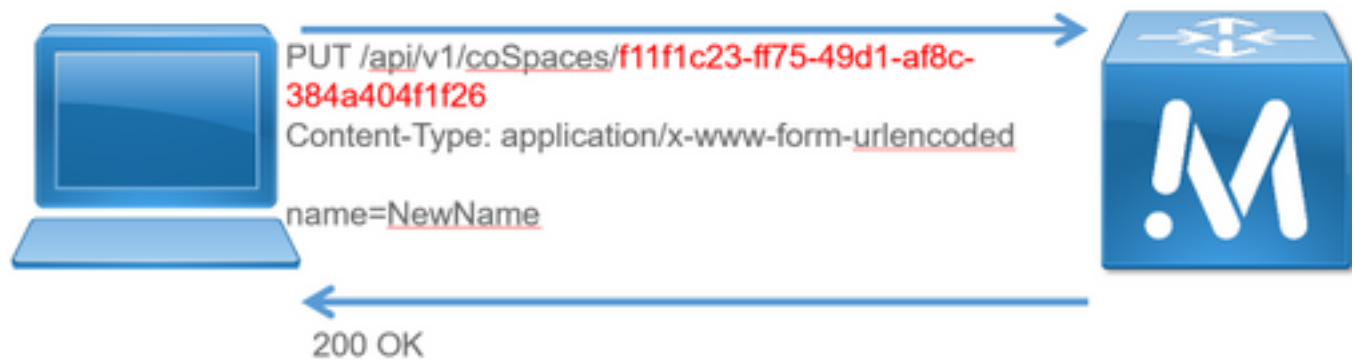 PUT /api/v1/coSpaces/f11f1c23-ff75-49d1-af8c-
384a404f1f26
Content-Type: application/x-www-form-urlencoded
name=NewName
200 OK